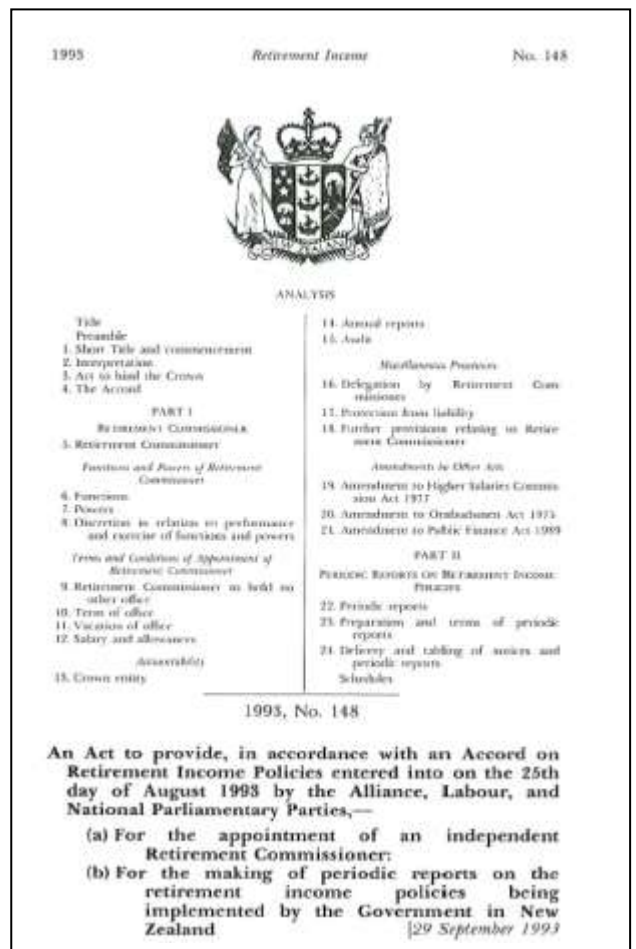 1993 Retirement Income No. 148
NEW ZEALAND
ANALYSIS
Title
Preamble
1. Short Title and commencement
2. Interpretation
3. Act to bind the Crown
4. The Accord
PART I
RETIREMENT COMMISSIONER
5. Retirement Commissioner
Functions and Powers of Retirement
Commissioner
6. Functions
7. Powers
8. Discretion in relation to performance
and exercise of functions and powers
Terms and Conditions of Appointment of
Retirement Commissioner
9. Retirement Commissioner to hold no
other office
10. Term of office
11. Vacation of office
12. Salary and allowances
Accountability
13. Crown entity
14. Annual reports
15. Audit
Miscellaneous Provisions
16. Delegation by Retirement Com-
missioner
17. Protection from liability
18. Further provisions relating to Retire-
ment Commissioner
Amendments to Other Acts
19. Amendment to Higher Salaries Commis-
sion Act 1977
20. Amendment to Ombudsmen Act 1975
21. Amendment to Public Finance Act 1989
PART II
PERIODIC REPORTS ON RETIREMENT INCOME
POLICIES
22. Periodic reports
23. Preparation and terms of periodic
reports
24. Delivery and tabling of notices and
periodic reports
Schedules
1993, No. 148
An Act to provide, in accordance with an Accord on
Retirement Income Policies entered into on the 25th
day of August 1993 by the Alliance, Labour, and
National Parliamentary Parties,—
(a) For the appointment of an independent
Retirement Commissioner:
(b) For the making of periodic reports on the
retirement income policies being
implemented by the Government in New
Zealand [29 September 1993